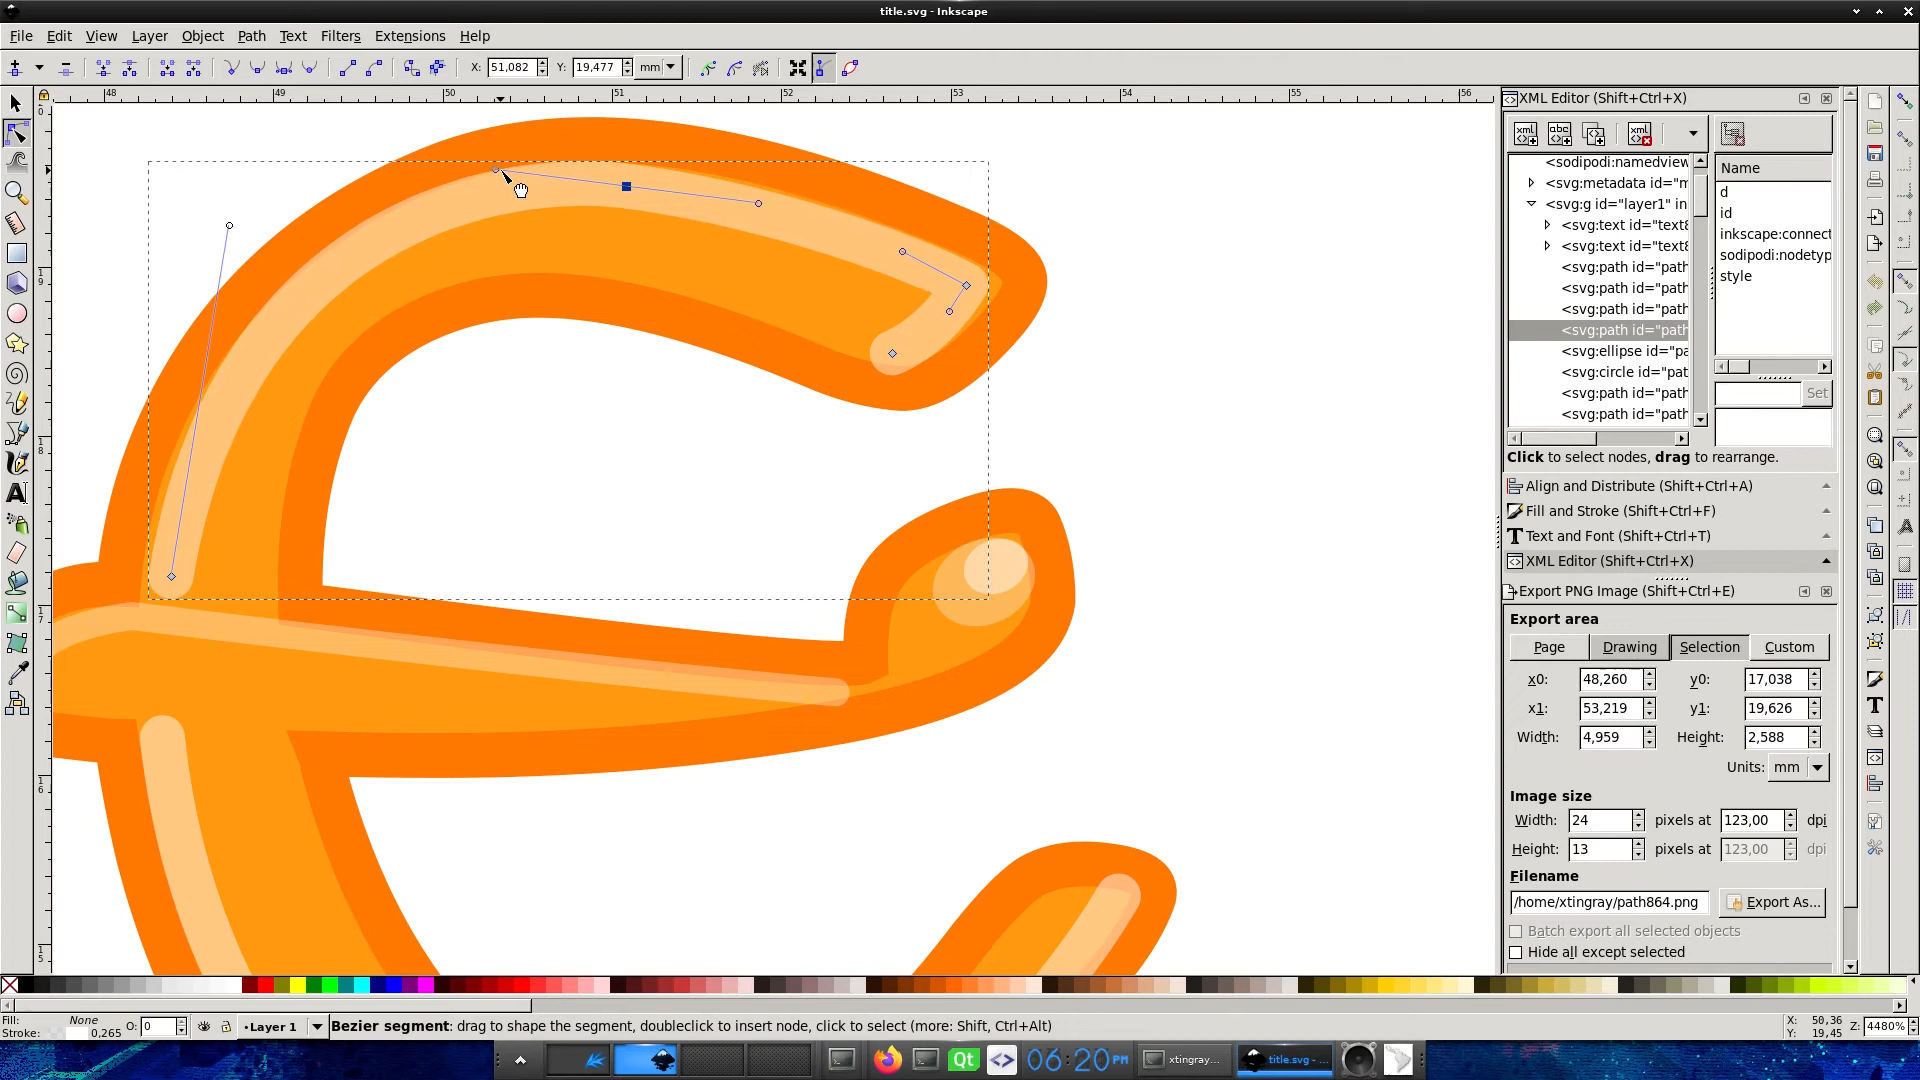 title.svg - Inkscape
File Edit View Layer Object Path Text Filters Extensions Help
X: 51,082 Y: 19,477 mm
48 49 50 51 52 53 54 55 56
XML Editor (Shift+Ctrl+X)
Name
<sodipodi:namedview
<svg:metadata id="m
<svg:g id="layer1" in
<svg:text id="text8
<svg:text id="text8
<svg:path id="path
<svg:path id="path
<svg:path id="path
<svg:path id="path
<svg:ellipse id="pa
<svg:circle id="pat
<svg:path id="path
<svg:path id="path
d
id
inkscape:connect
sodipodi:nodetyp
style
Set
Click to select nodes, drag to rearrange.
Align and Distribute (Shift+Ctrl+A)
Fill and Stroke (Shift+Ctrl+F)
Text and Font (Shift+Ctrl+T)
XML Editor (Shift+Ctrl+X)
Export PNG Image (Shift+Ctrl+E)
Export area
Page Drawing Selection Custom
x0: 48,260 y0: 17,038
x1: 53,219 y1: 19,626
Width: 4,959 Height: 2,588
Units: mm
Image size
Width: 24 pixels at 123,00 dpi
Height: 13 pixels at 123,00 dpi
Filename
/home/xtingray/path864.png Export As...
Batch export all selected objects
Hide all except selected
Fill: None
Stroke: 0,265 O: 0
•Layer 1
Bezier segment: drag to shape the segment, doubleclick to insert node, click to select (more: Shift, Ctrl+Alt)
X: 50,36
Y: 19,45
Z: 4480%
Qt 06:20 PM xtingray... title.svg - ...